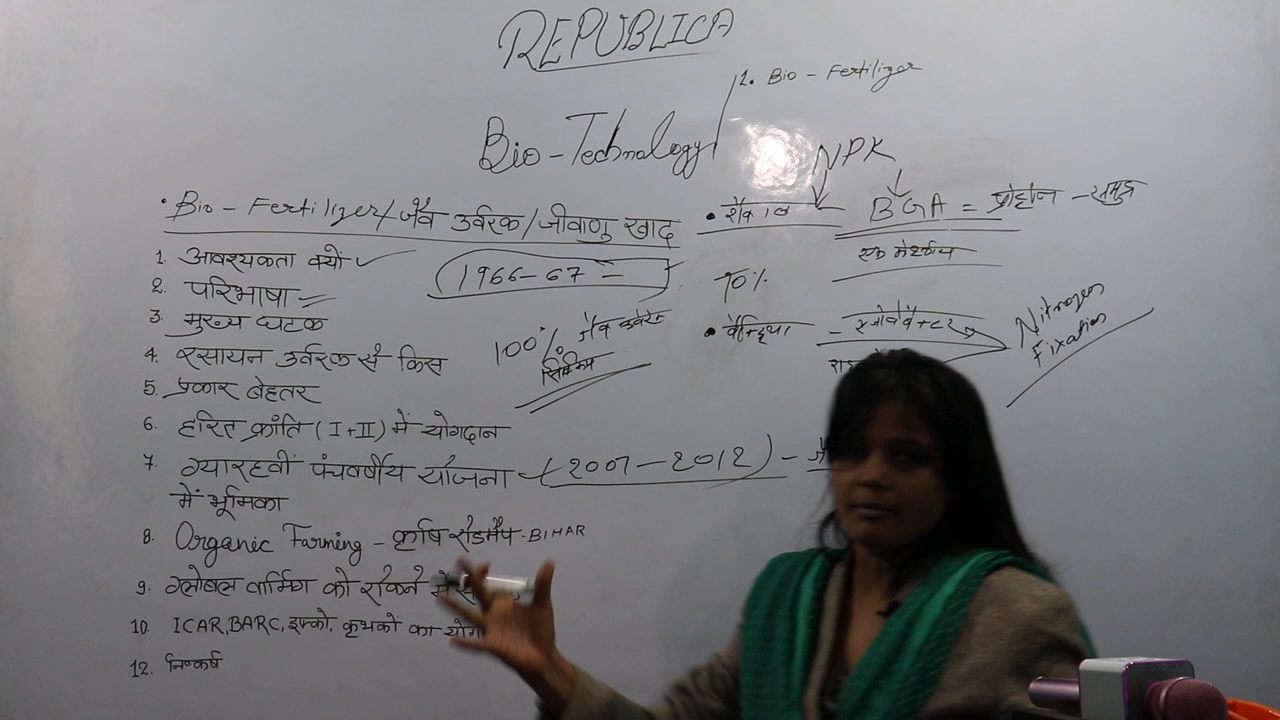 REPUBLICA
1. Bio - Fertilizer
Bio-Technology
NPK
• Bio - Fertilizer/जैव उर्वरक/जीवाणु खाद
1. आवश्यकता क्यों
2. परिभाषा
3. मुख्य घटक
4. रसायन उर्वरक से किस
5. प्रकार बेहतर
6. हरित क्रांति (I+II) में योगदान
7. ग्यारहवीं पंचवर्षीय योजना - (2007-2012) -
में भूमिका
8. Organic Farming - कृषि रोडमैप - BIHAR
9. ग्लोबल वार्मिंग को रोकने में
10. ICAR, BARC, इफ्को, कृभको का
12. निष्कर्ष
1966-67 =
100% जैव उर्वरक
सिक्किम
• शैवाल
BGA = - समुद्र
70%
Nitrogen
Fixation